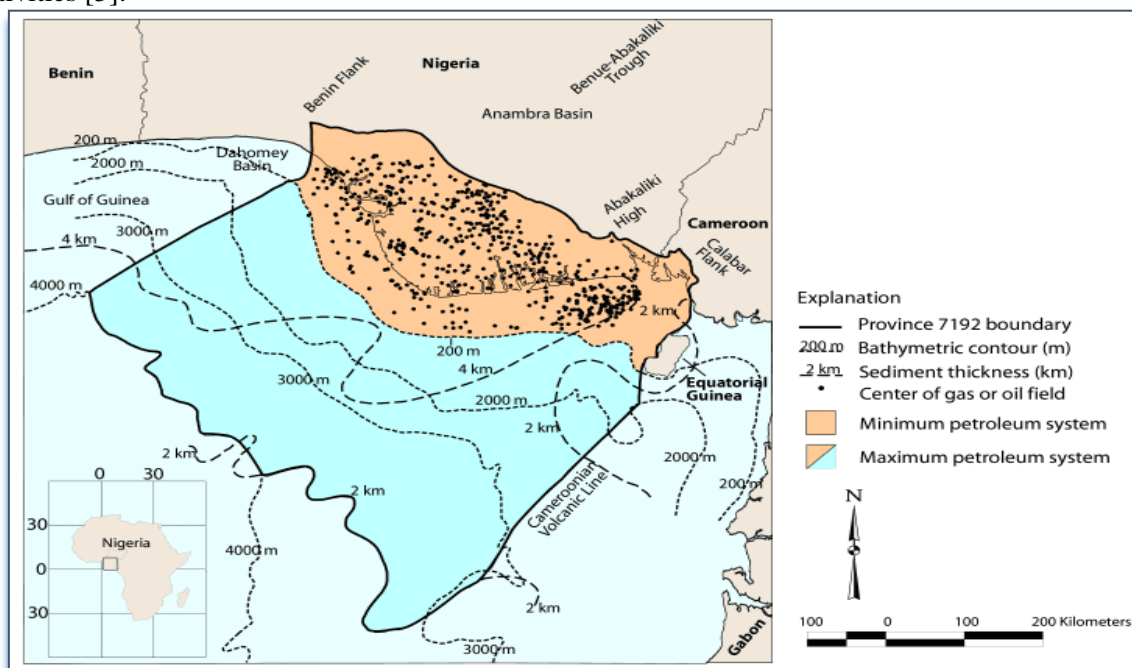 ivities [5].
Benin
Nigeria
Benin Flank
Benue-Abakaliki
Trough
Anambra Basin
200 m
Dahomey
Basin
2000 m
Gulf of Guinea
3000 m
4 km
4000 m
Abakaliki
High
Cameroon
Calabar
Flank
2 km
200 m
4 km
3000 m
2000 m
Equatorial
Guinea
2 km
2 km
2 km
2000 m
200 m
Cameroonian
Volcanic Line
4000 m
2 km
3000 m
Gabon
0 30
30
Nigeria
0
30
Explanation
Province 7192 boundary
200 m Bathymetric contour (m)
2 km Sediment thickness (km)
Center of gas or oil field
Minimum petroleum system
Maximum petroleum system
N
100 0 100 200 Kilometers